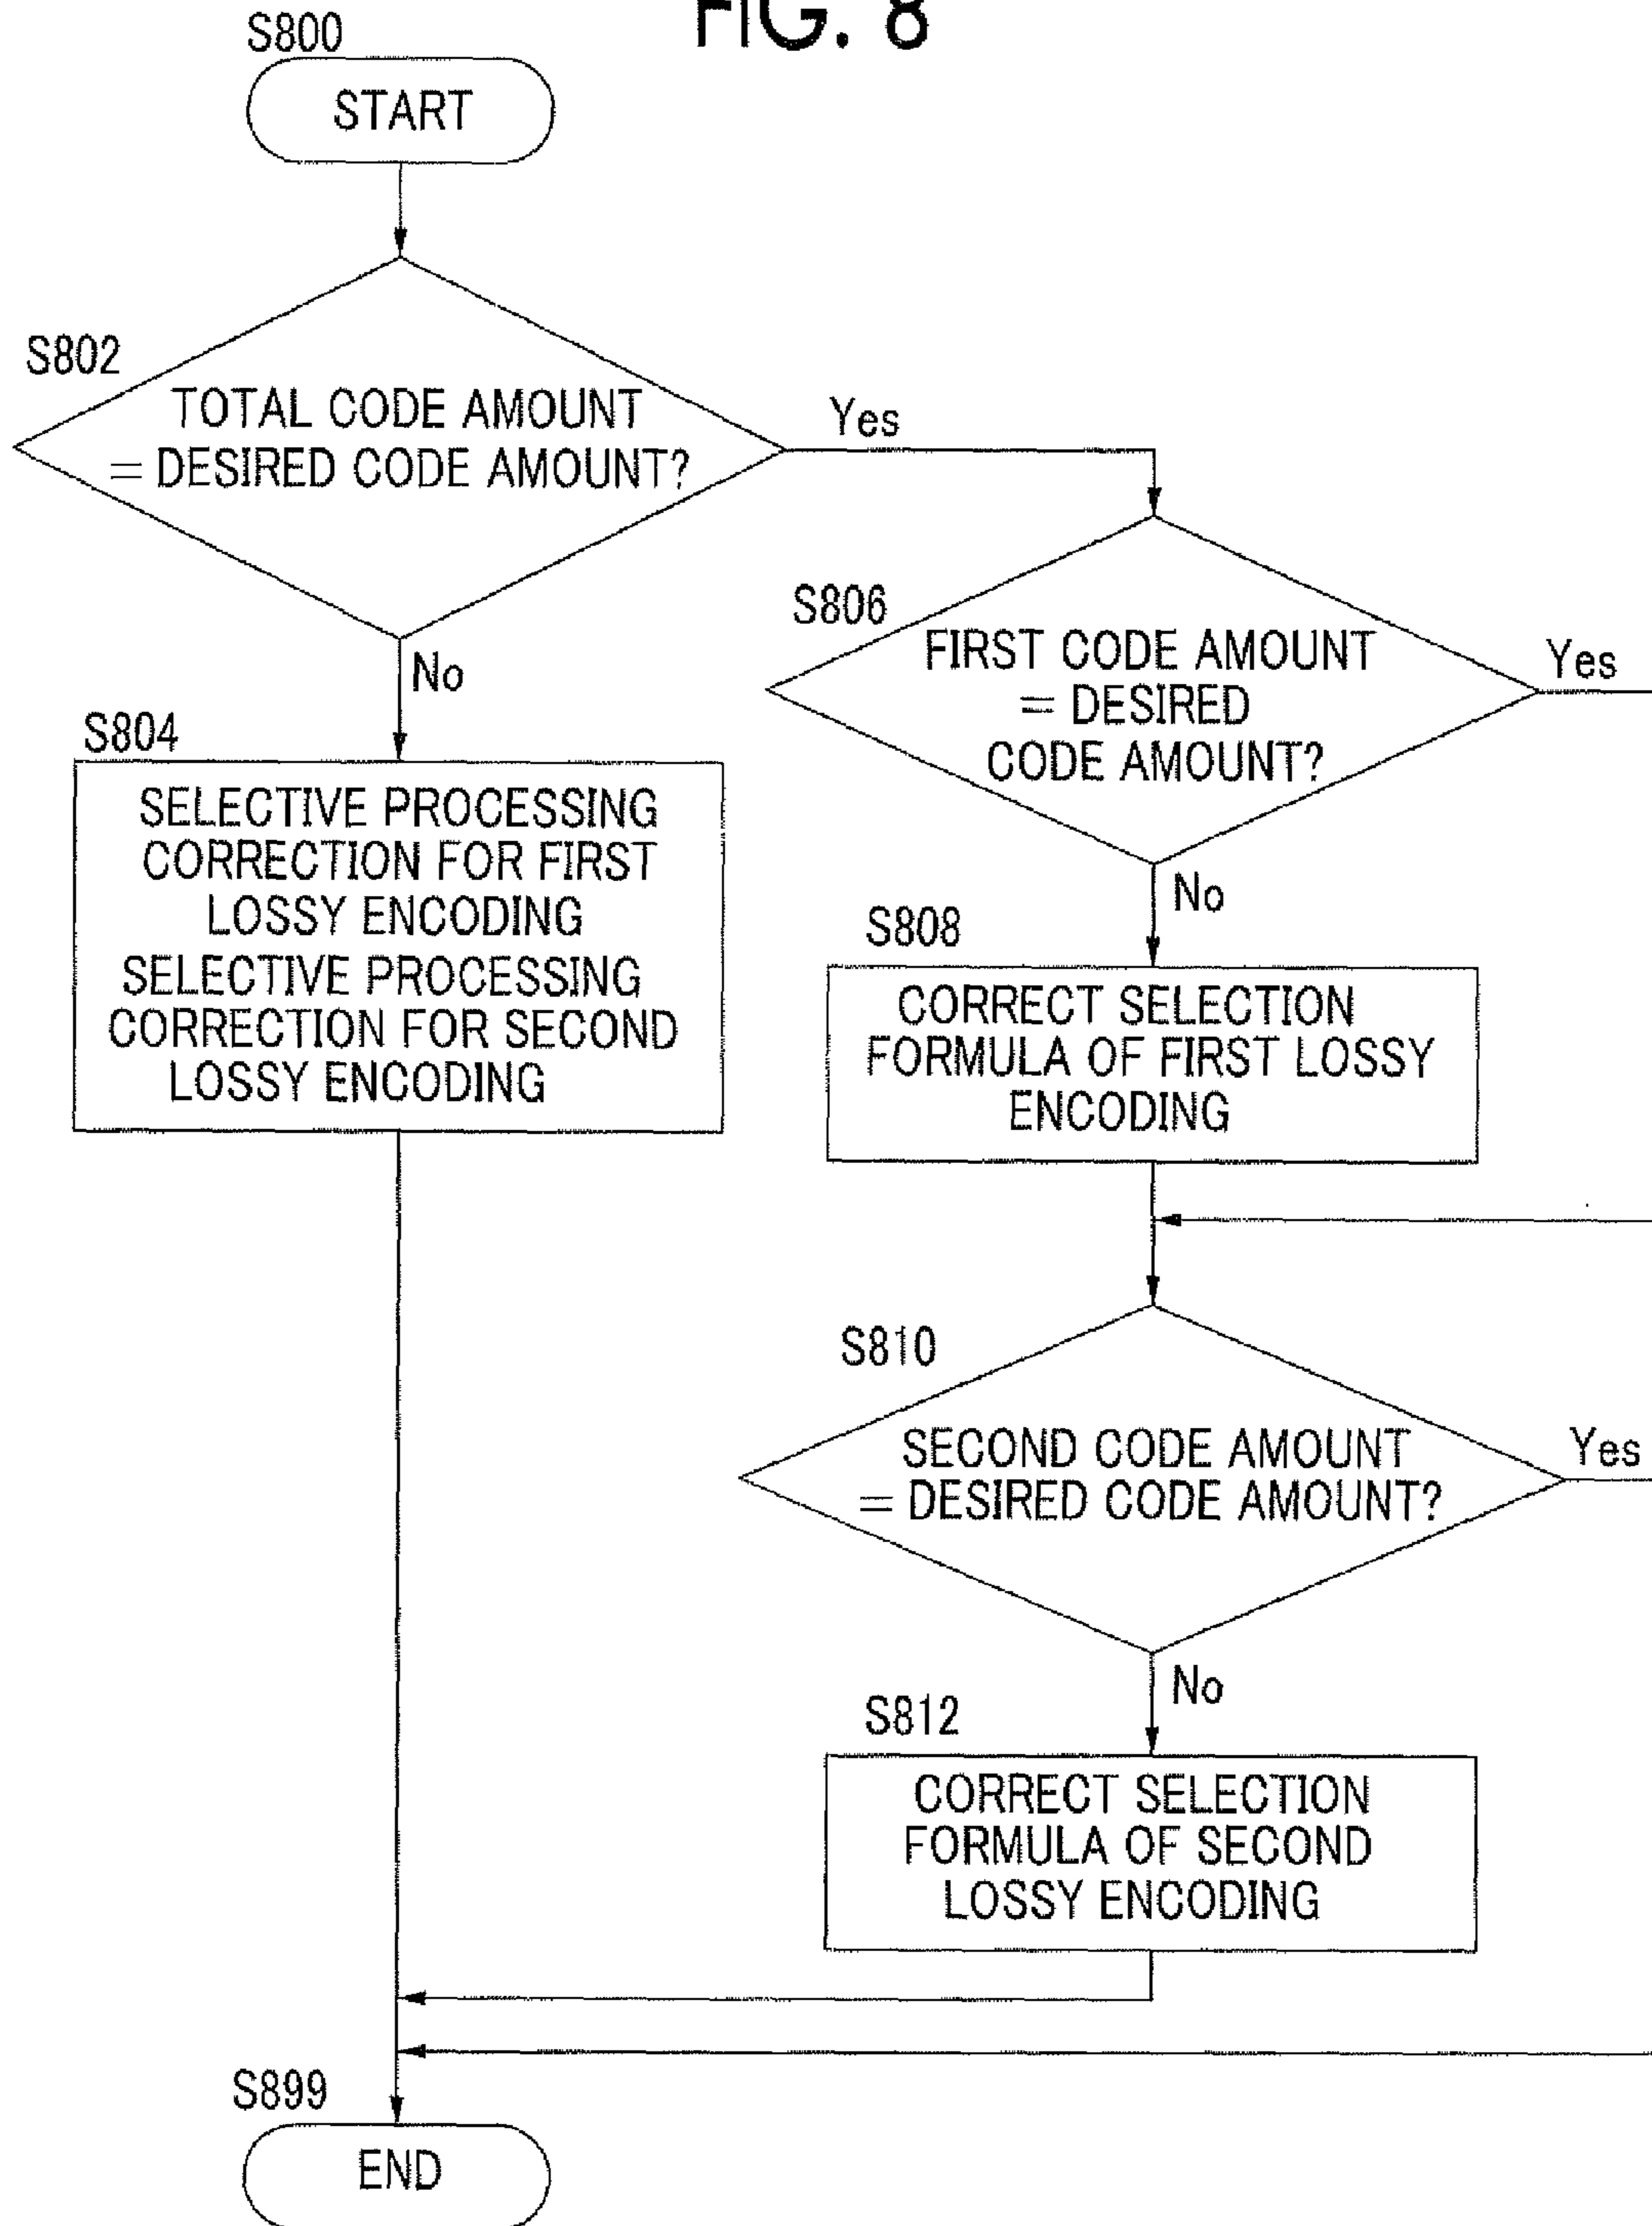 FIG. 8
S800
START
S802
TOTAL CODE AMOUNT
= DESIRED CODE AMOUNT?
Yes
No
S804
SELECTIVE PROCESSING
CORRECTION FOR FIRST
LOSSY ENCODING
SELECTIVE PROCESSING
CORRECTION FOR SECOND
LOSSY ENCODING
S806
FIRST CODE AMOUNT
= DESIRED
CODE AMOUNT?
Yes
No
S808
CORRECT SELECTION
FORMULA OF FIRST LOSSY
ENCODING
S810
SECOND CODE AMOUNT
= DESIRED CODE AMOUNT?
Yes
No
S812
CORRECT SELECTION
FORMULA OF SECOND
LOSSY ENCODING
S899
END